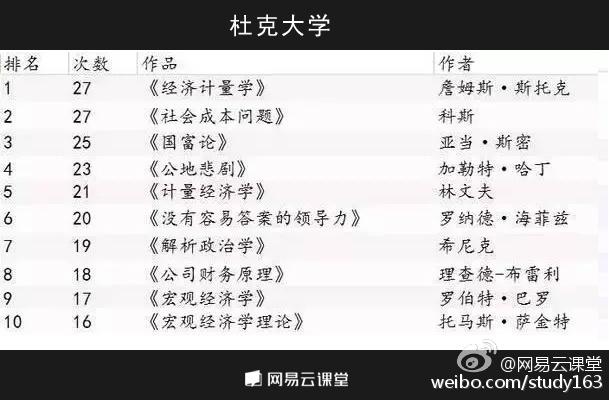 杜克大学
排名 次数 作品 作者
1 27 《经济计量学》 詹姆斯·斯托克
2 27 《社会成本问题》 科斯
3 25 《国富论》 亚当·斯密
4 23 《公地悲剧》 加勒特·哈丁
5 21 《计量经济学》 林文夫
6 20 《没有容易答案的领导力》 罗纳德·海菲兹
7 19 《解析政治学》 希尼克
8 18 《公司财务原理》 理查德-布雷利
9 17 《宏观经济学》 罗伯特·巴罗
10 16 《宏观经济学理论》 托马斯·萨金特
网易云课堂
@网易云课堂
weibo.com/study163